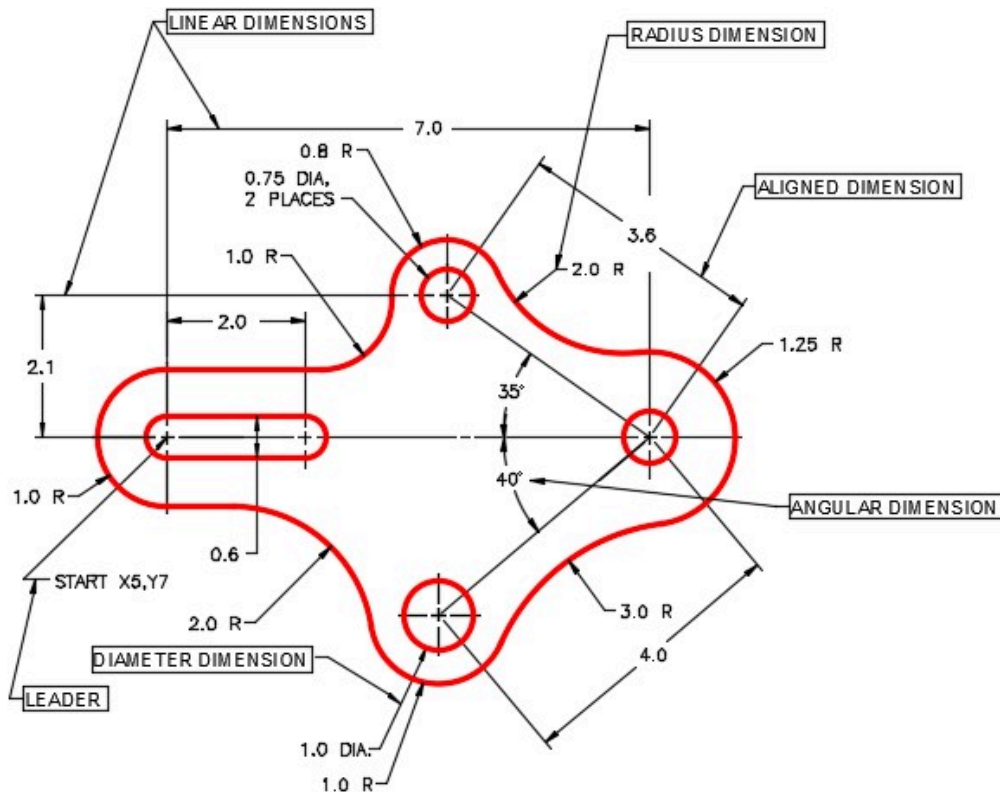 LINEAR DIMENSIONS
RADIUS DIMENSION
7.0
0.8 R
0.75 DIA,
2 PLACES
ALIGNED DIMENSION
3.6
1.0 R
2.0 R
2.0
1.25 R
2.1
35°
40°
1.0 R
ANGULAR DIMENSION
0.6
START X5,Y7
3.0 R
2.0 R
DIAMETER DIMENSION
4.0
LEADER
1.0 DIA.
1.0 R